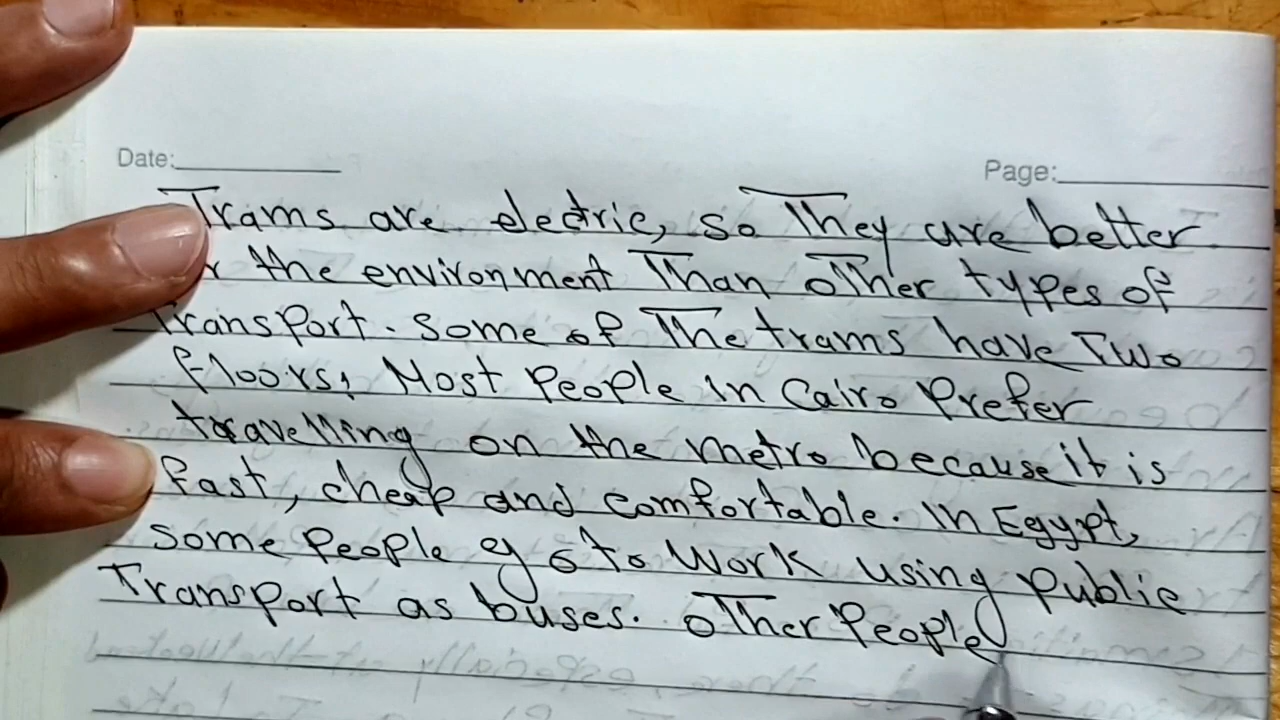 Date:
Page:
Trams are electric, so They are better
the environment Than oTher types of
Transport. some of The trams have Two
floors, Most People in Cairo Prefer
travelling on the metro because it is
fast, cheap and comfortable. In Egypt,
some People go to work using public
Transport as buses. oTher People